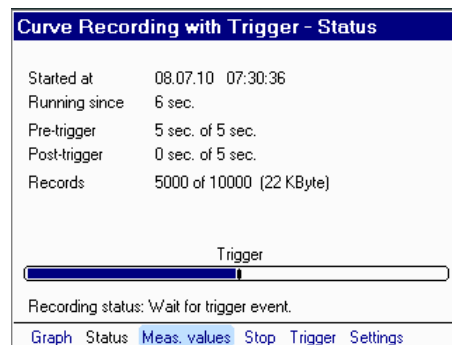 Curve Recording with Trigger - Status
Started at 08.07.10 07:30:36
Running since 6 sec.
Pre-trigger 5 sec. of 5 sec.
Post-trigger 0 sec. of 5 sec.
Records 5000 of 10000 (22 KByte)
Trigger
Recording status: Wait for trigger event.
Graph Status Meas. values Stop Trigger Settings